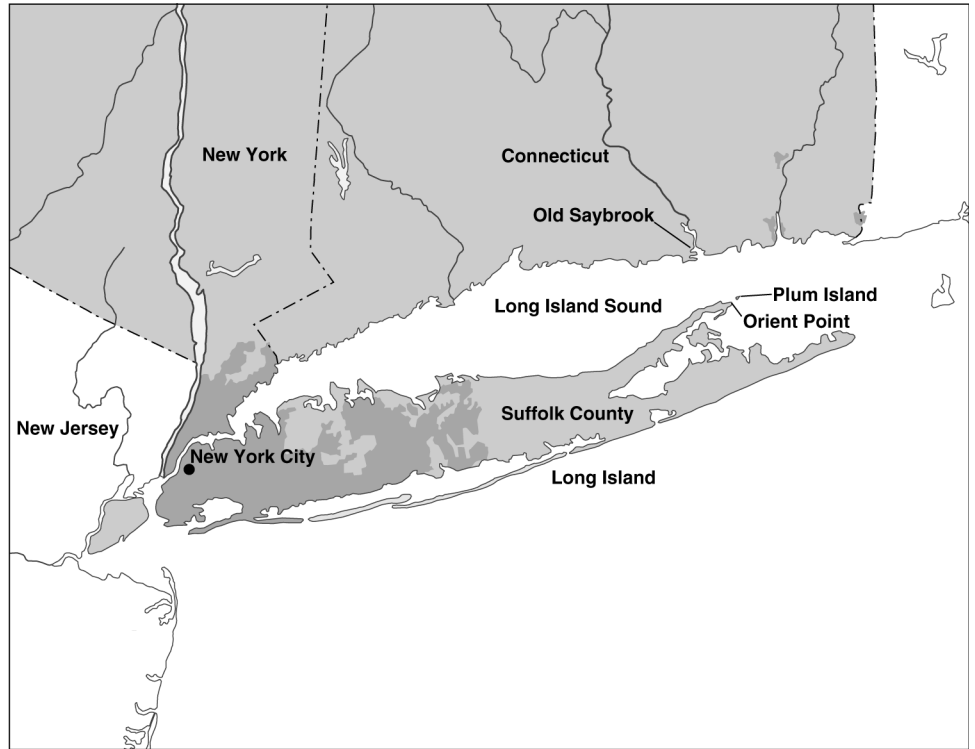 New York
Connecticut
Old Saybrook
Plum Island
Long Island Sound
Orient Point
Suffolk County
New Jersey
New York City
Long Island